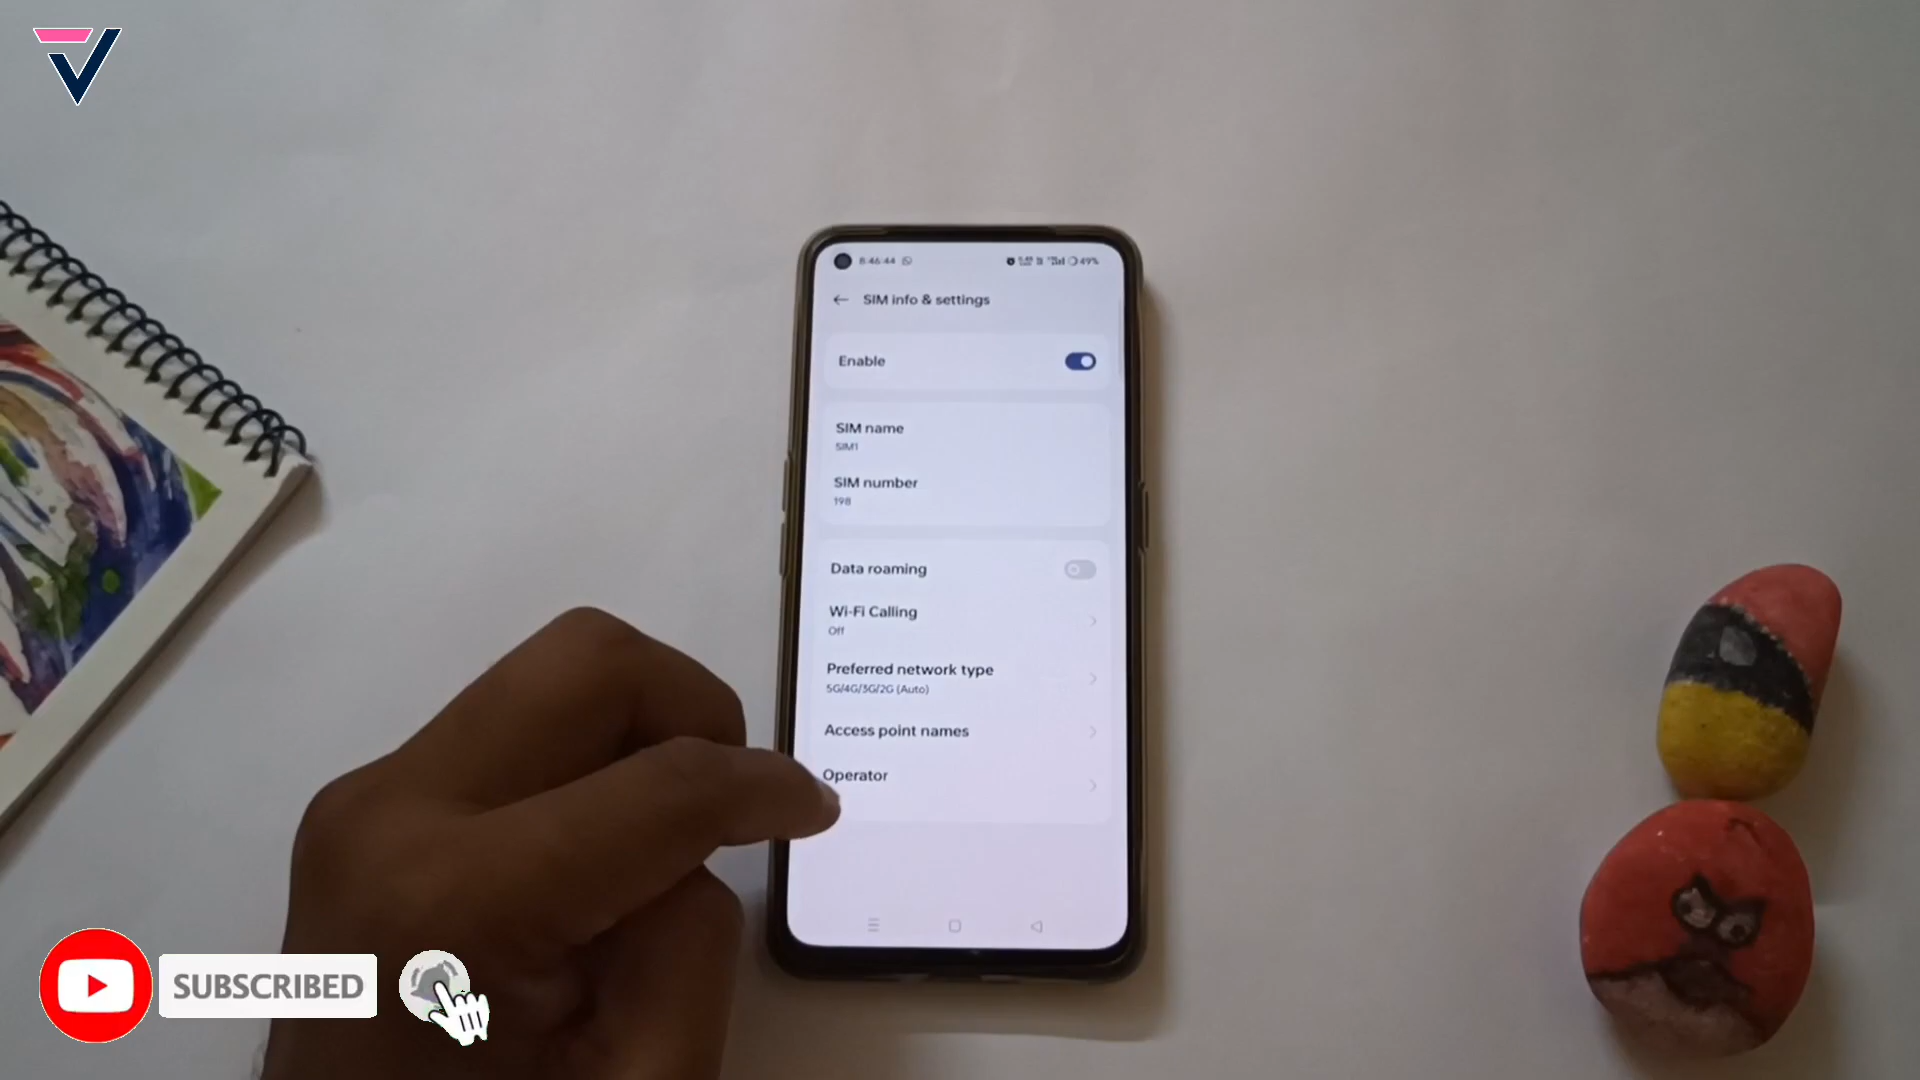 8:46:44
49%
SIM info & settings
Enable
SIM name
SIM1
SIM number
198
Data roaming
Wi-Fi Calling
Off
Preferred network type
5G/4G/3G/2G (Auto)
Access point names
Operator
SUBSCRIBED